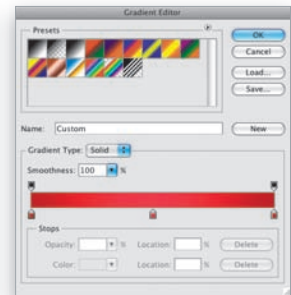 Gradient Editor
Presets
OK
Cancel
Load...
Save...
Name: Custom
New
Gradient Type: Solid
Smoothness: 100 %
Stops
Opacity: % Location: % Delete
Color: Location: % Delete